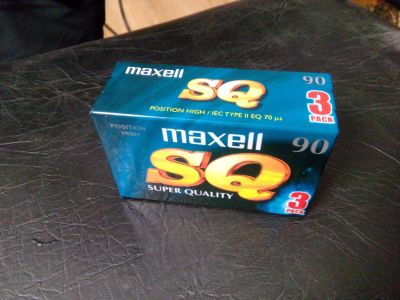 maxell
SQ
90
POSITION HIGH / IEC TYPE II EQ 70 µs
3
PACK
POSITION
HIGH
maxell
90
SQ
SUPER QUALITY
3
PACK